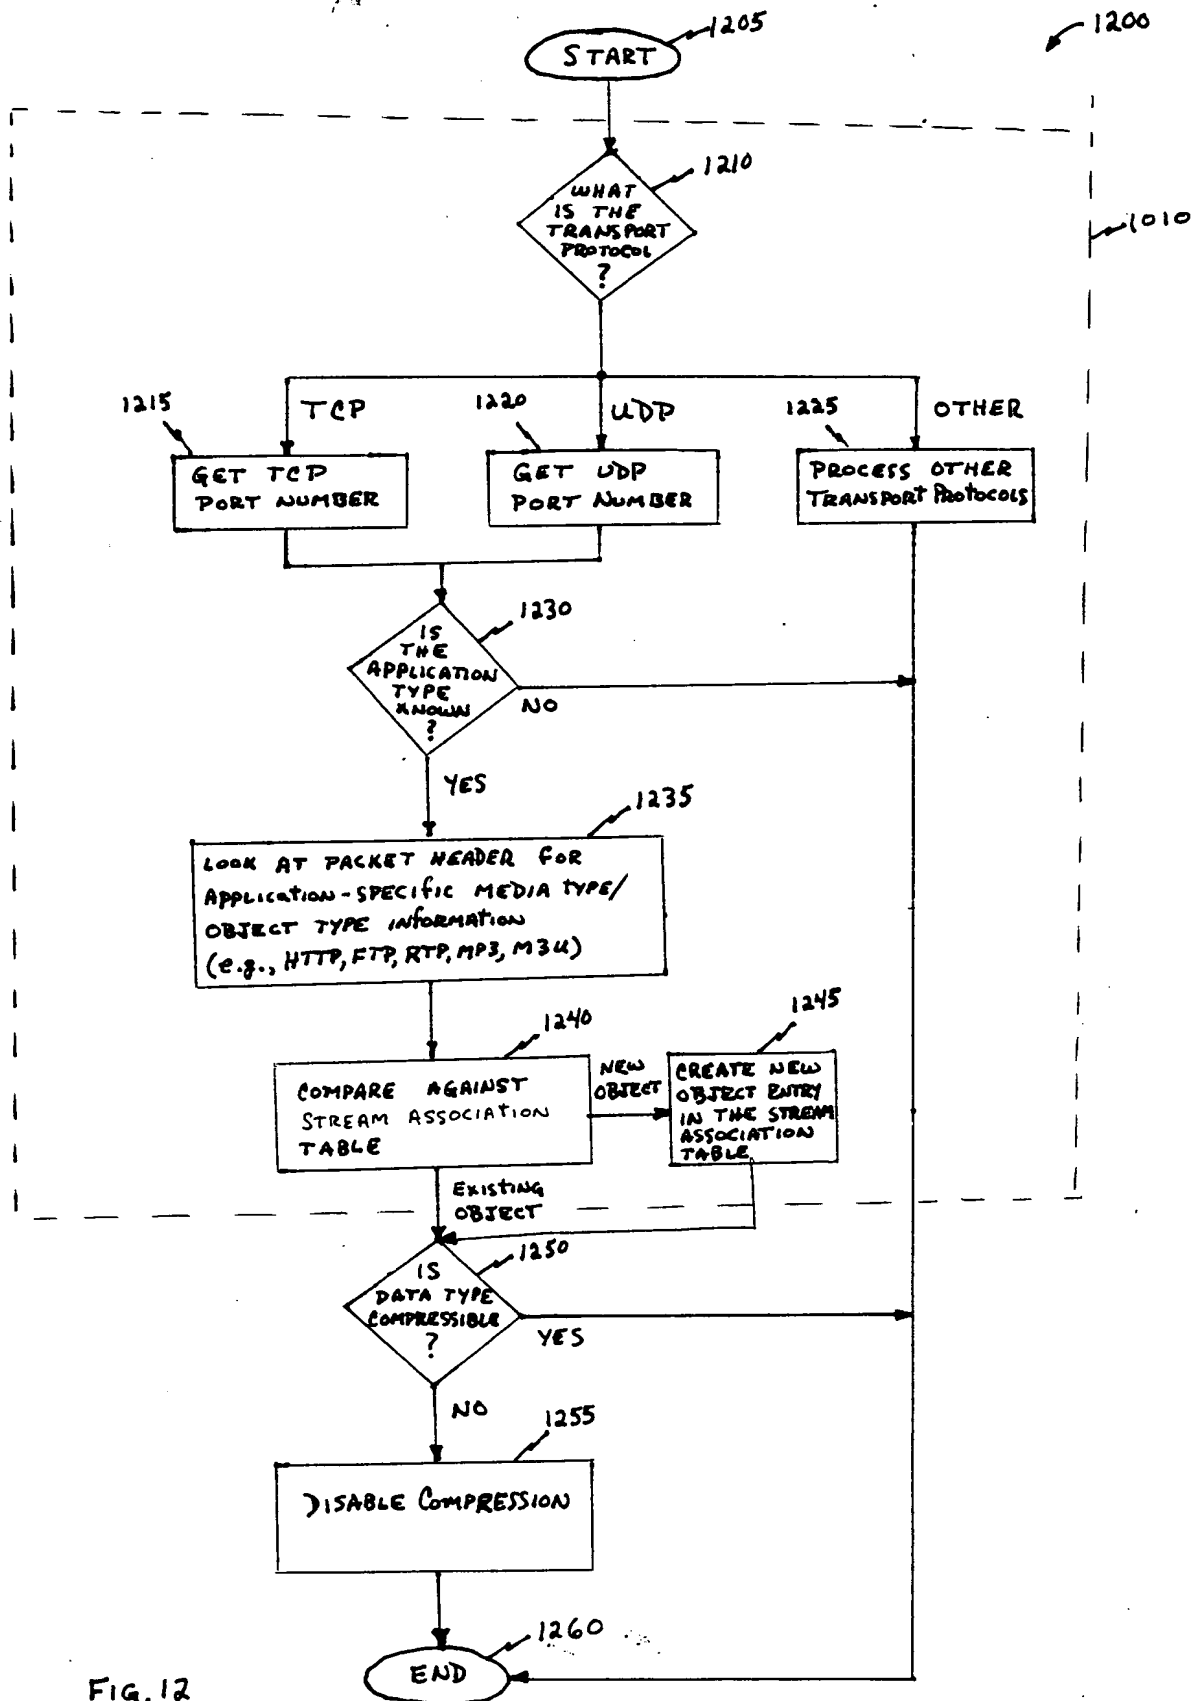 1205
1200
START
1210
WHAT
IS THE
TRANSPORT
PROTOCOL
?
1010
1215
TCP
1220
UDP
1225
OTHER
GET TCP
PORT NUMBER
GET UDP
PORT NUMBER
PROCESS OTHER
TRANSPORT PROTOCOLS
1230
IS
THE
APPLICATION
TYPE
KNOWN
?
NO
YES
1235
LOOK AT PACKET HEADER FOR
APPLICATION-SPECIFIC MEDIA TYPE/
OBJECT TYPE INFORMATION
(e.g., HTTP, FTP, RTP, MP3, M3U)
1240
1245
COMPARE AGAINST
STREAM ASSOCIATION
TABLE
NEW
OBJECT
CREATE NEW
OBJECT ENTRY
IN THE STREAM
ASSOCIATION
TABLE
EXISTING
OBJECT
1250
IS
DATA TYPE
COMPRESSIBLE
?
YES
NO
1255
DISABLE COMPRESSION
1260
END
FIG. 12